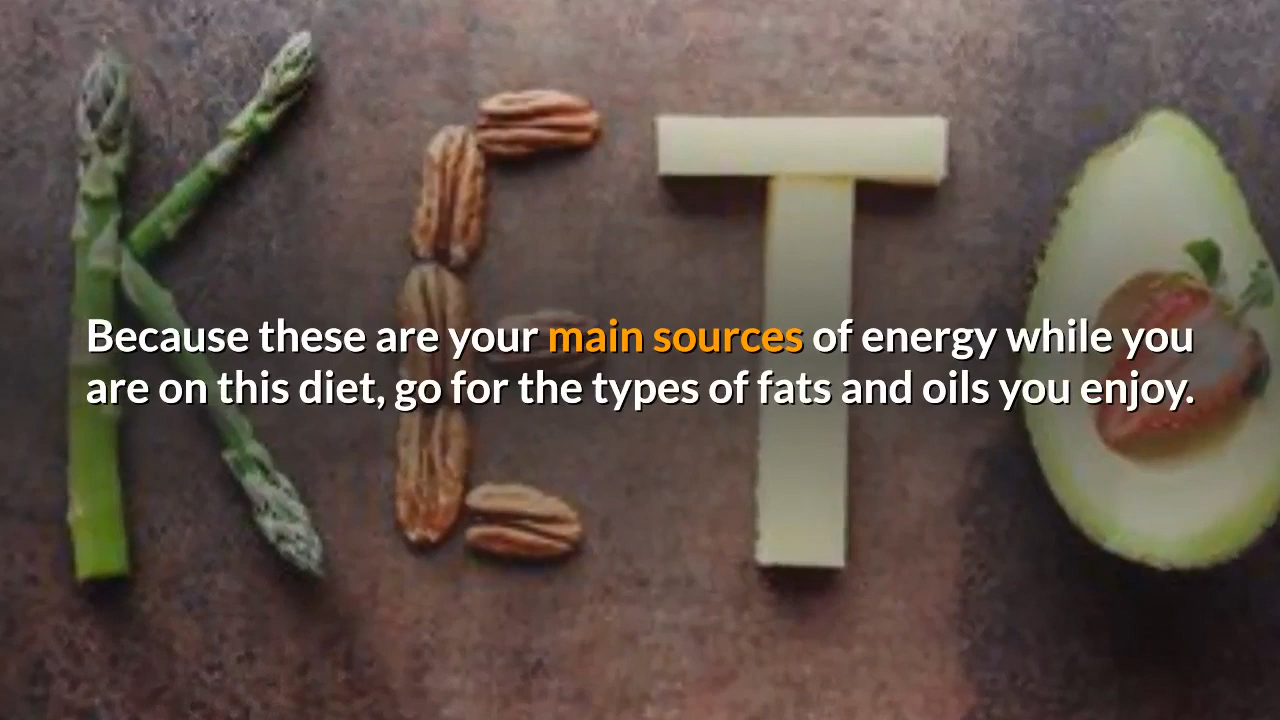 KETO
Because these are your main sources of energy while you
are on this diet, go for the types of fats and oils you enjoy.